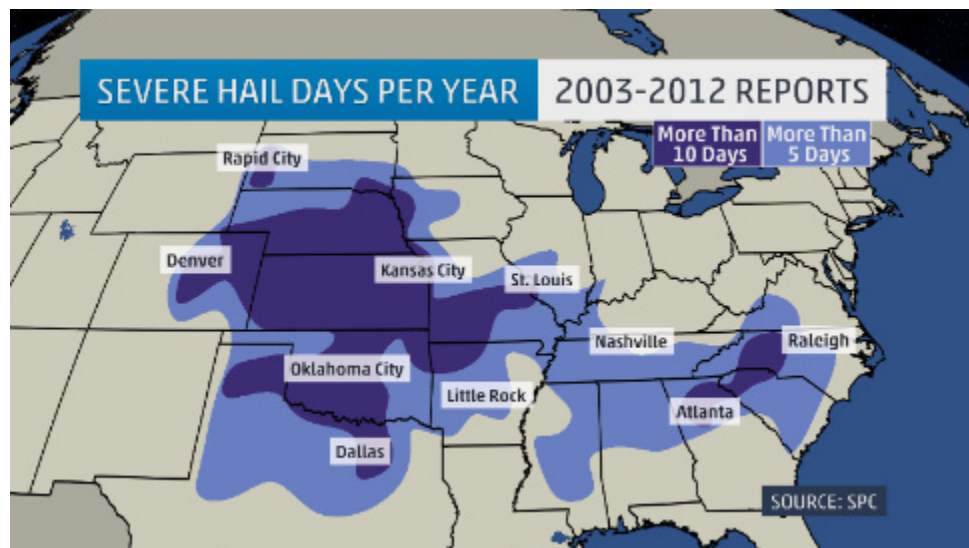 SEVERE HAIL DAYS PER YEAR
2003-2012 REPORTS
More Than
10 Days
More Than
5 Days
Rapid City
Denver
Kansas City
St. Louis
Nashville
Raleigh
Oklahoma City
Little Rock
Atlanta
Dallas
SOURCE: SPC